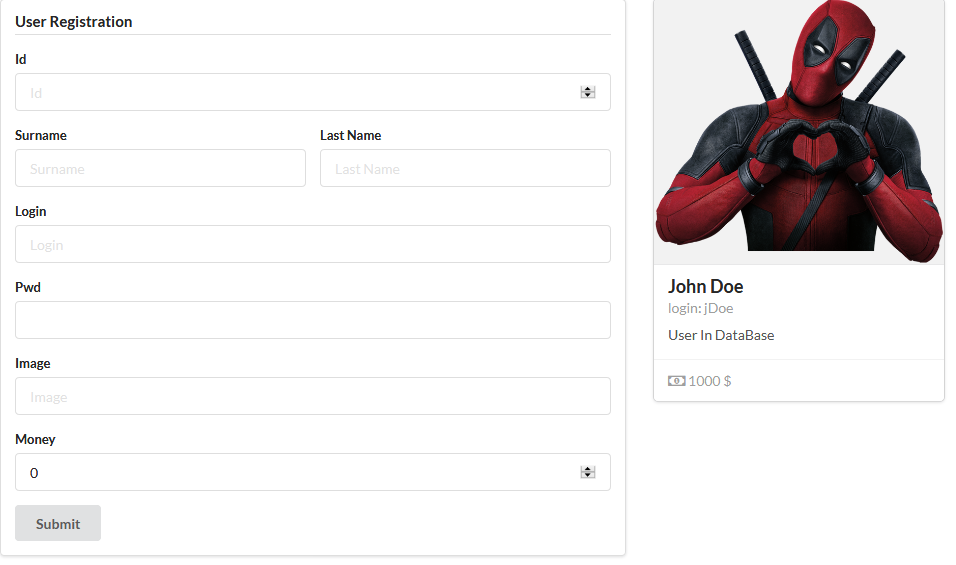 User Registration
Id
Id
Surname
Last Name
Surname
Last Name
Login
Login
Pwd
Image
Image
Money
0
Submit
John Doe
login: jDoe
User In DataBase
1000 $